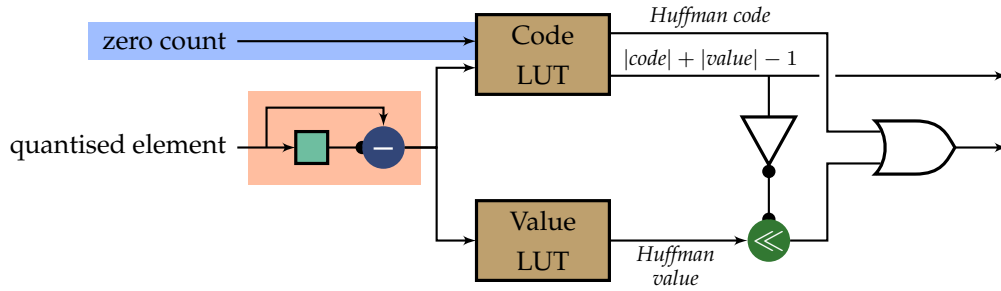 zero count
Code
LUT
Huffman code
|code| + |value| − 1
quantised element
−
Value
LUT
Huffman
value
≪